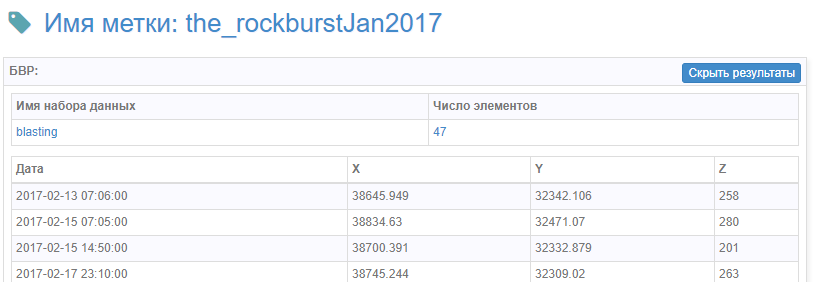 Имя метки: the_rockburstJan2017
БВР: Скрыть результаты
Имя набора данных Число элементов
blasting 47
Дата X Y Z
2017-02-13 07:06:00 38645.949 32342.106 258
2017-02-15 07:05:00 38834.63 32471.07 280
2017-02-15 14:50:00 38700.391 32332.879 201
2017-02-17 23:10:00 38745.244 32309.02 263